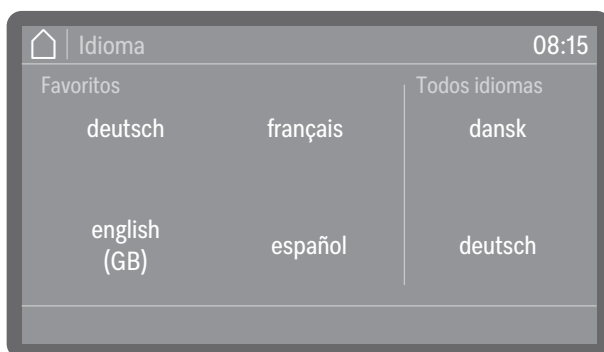 Idioma 08:15
Favoritos Todos idiomas
deutsch français dansk
english
(GB) español deutsch